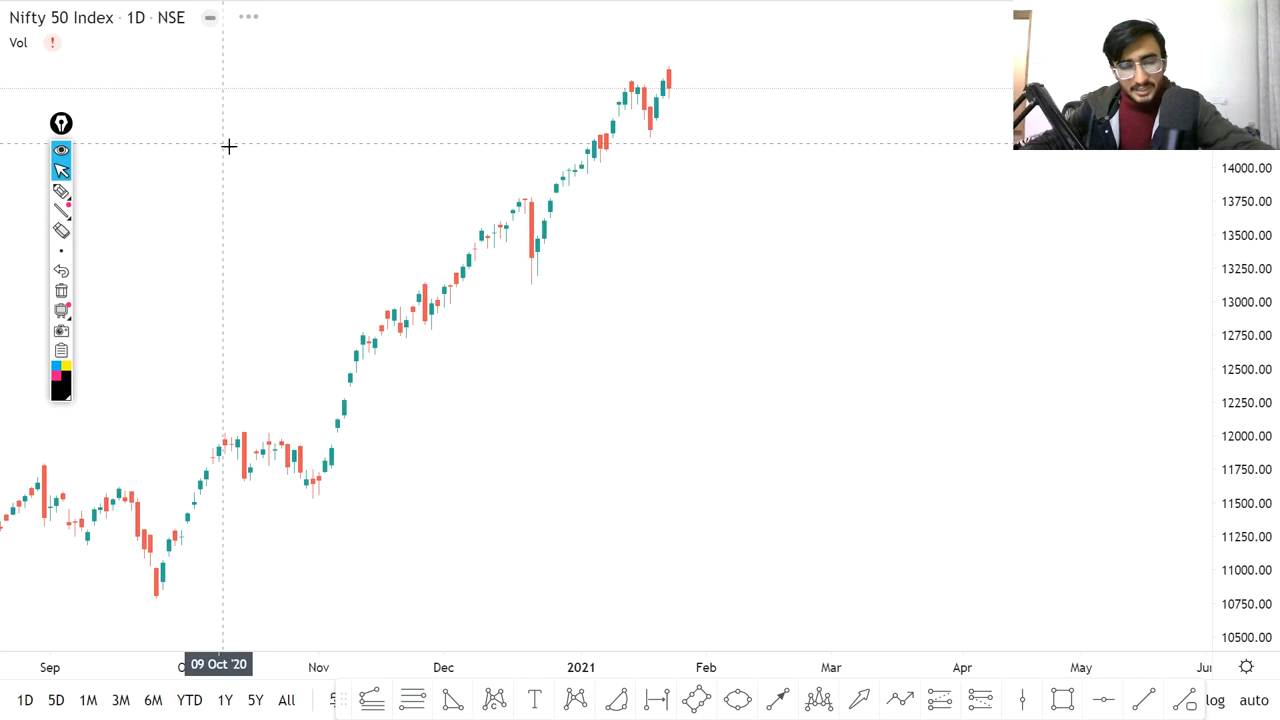 Nifty 50 Index · 1D · NSE
Vol
14000.00
13750.00
13500.00
13250.00
13000.00
12750.00
12500.00
12250.00
12000.00
11750.00
11500.00
11250.00
11000.00
10750.00
10500.00
Sep
09 Oct '20
Nov
Dec
2021
Feb
Mar
Apr
May
1D 5D 1M 3M 6M YTD 1Y 5Y All
log auto